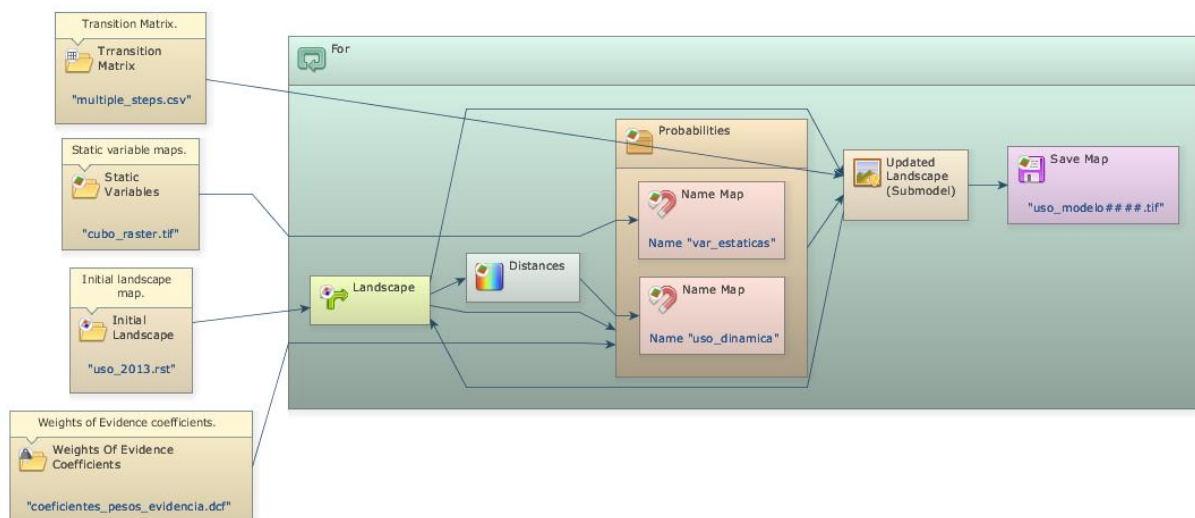 Transition Matrix.
Trransition
Matrix
"multiple_steps.csv"
Static variable maps.
Static
Variables
"cubo_raster.tif"
Initial landscape
map.
Initial
Landscape
"uso_2013.rst"
Weights of Evidence coefficients.
Weights Of Evidence
Coefficients
"coeficientes_pesos_evidencia.dcf"
For
Landscape
Distances
Probabilities
Name Map
Name "var_estaticas"
Name Map
Name "uso_dinamica"
Updated
Landscape
(Submodel)
Save Map
"uso_modelo####.tif"